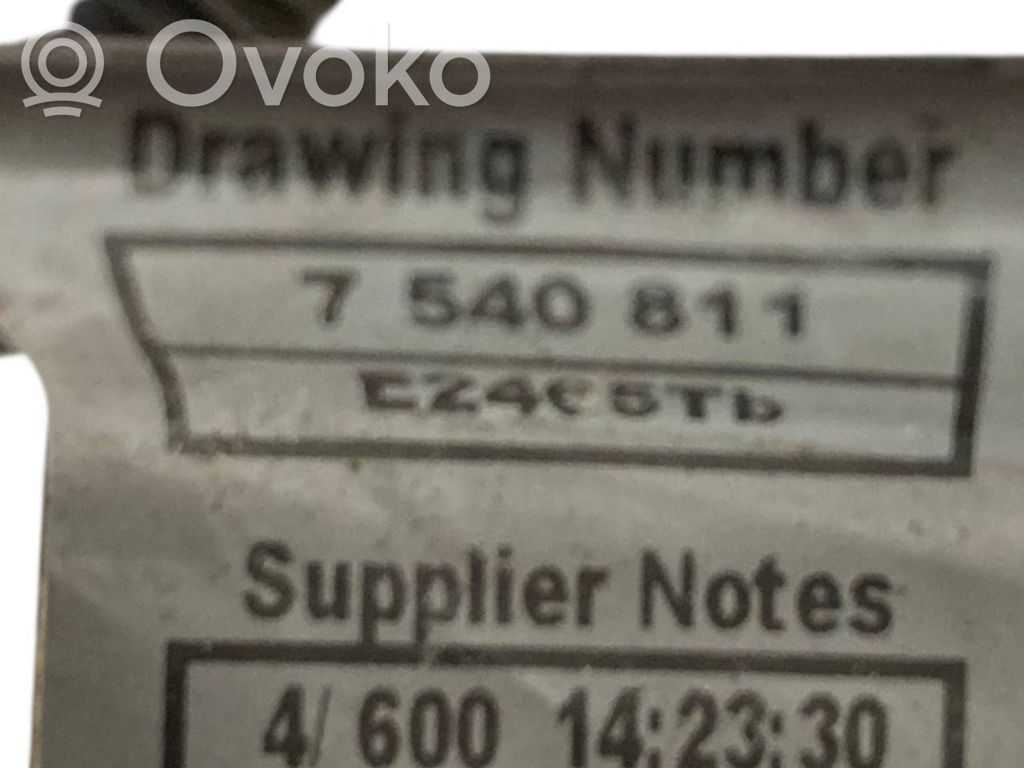 Ovoko
Drawing Number
7 540 811
Supplier Notes
4/ 600 14:23:30